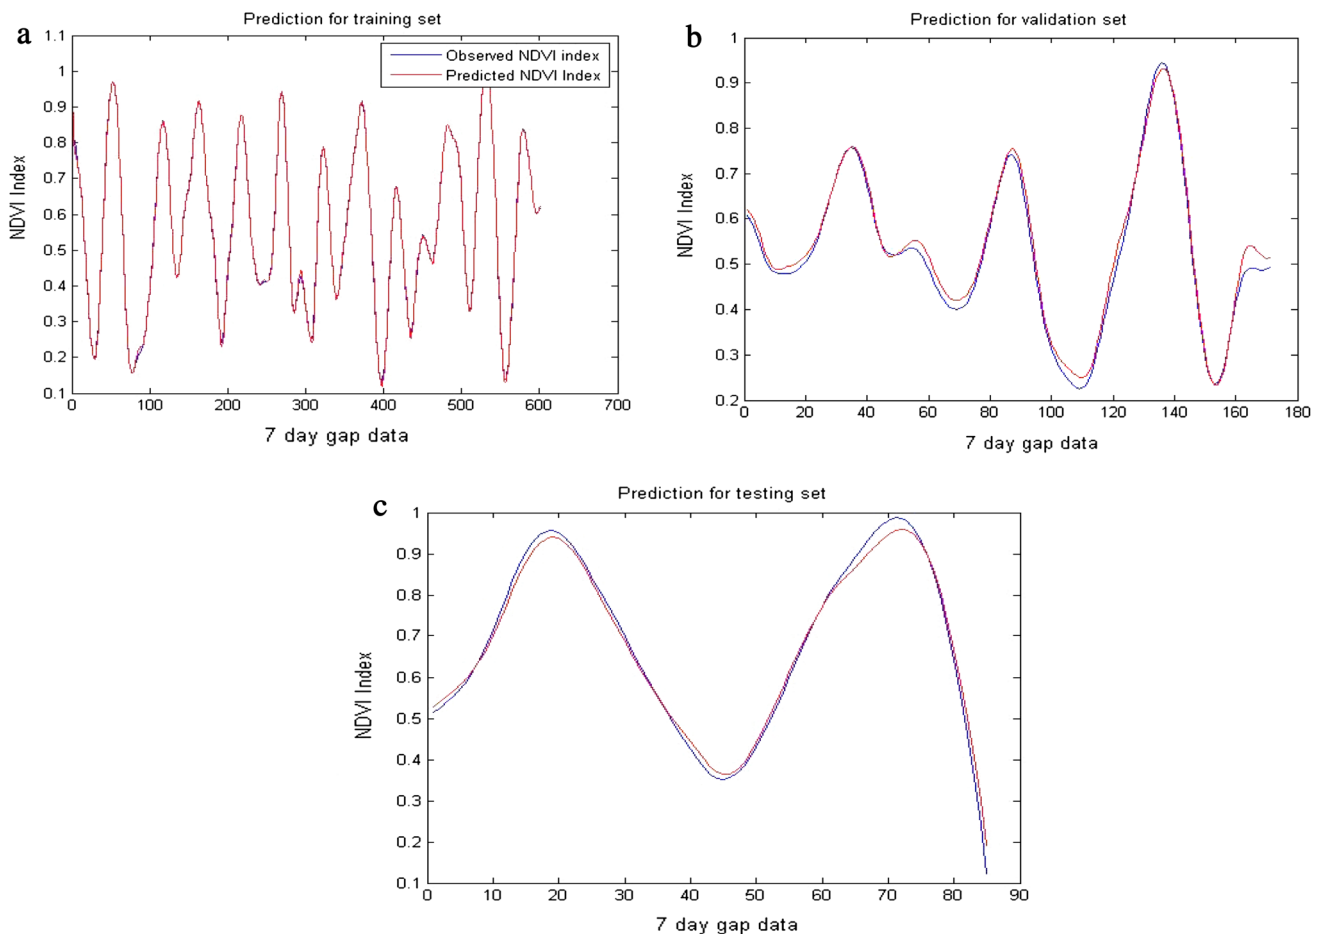 a
Prediction for training set
1.1
1
0.9
0.8
0.7
0.6
0.5
0.4
0.3
0.2
0.1
NDVI Index
Observed NDVI index
Predicted NDVI Index
0 100 200 300 400 500 600 700
7 day gap data
b
Prediction for validation set
1
0.9
0.8
0.7
0.6
0.5
0.4
0.3
0.2
NDVI Index
0 20 40 60 80 100 120 140 160 180
7 day gap data
c
Prediction for testing set
1
0.9
0.8
0.7
0.6
0.5
0.4
0.3
0.2
0.1
NDVI Index
0 10 20 30 40 50 60 70 80 90
7 day gap data